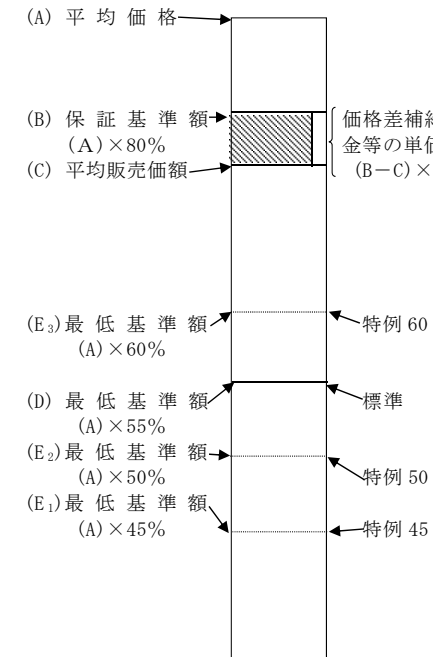 (A) 平均価格
(B) 保証基準額
(A)×80%
(C) 平均販売価額
価格差補
金等の単
(B－C)×
(E₃)最低基準額
(A)×60%
特例 60
(D) 最低基準額
(A)×55%
標準
(E₂)最低基準額
(A)×50%
特例 50
(E₁)最低基準額
(A)×45%
特例 45